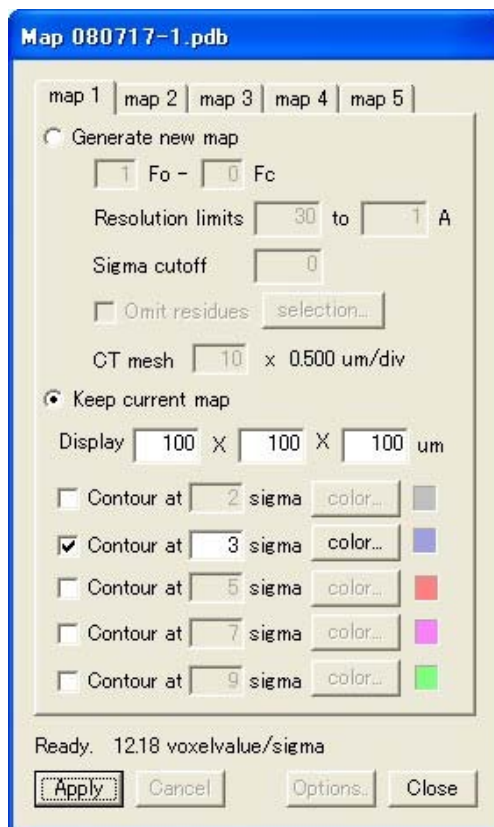 Map 080717-1.pdb
map 1 map 2 map 3 map 4 map 5
Generate new map
1 Fo - 0 Fc
Resolution limits 30 to 1 A
Sigma cutoff 0
Omit residues selection...
CT mesh 10 x 0.500 um/div
Keep current map
Display 100 X 100 X 100 um
Contour at 2 sigma color...
Contour at 3 sigma color...
Contour at 5 sigma color...
Contour at 7 sigma color...
Contour at 9 sigma color...
Ready. 12.18 voxelvalue/sigma
Apply Cancel Options.. Close